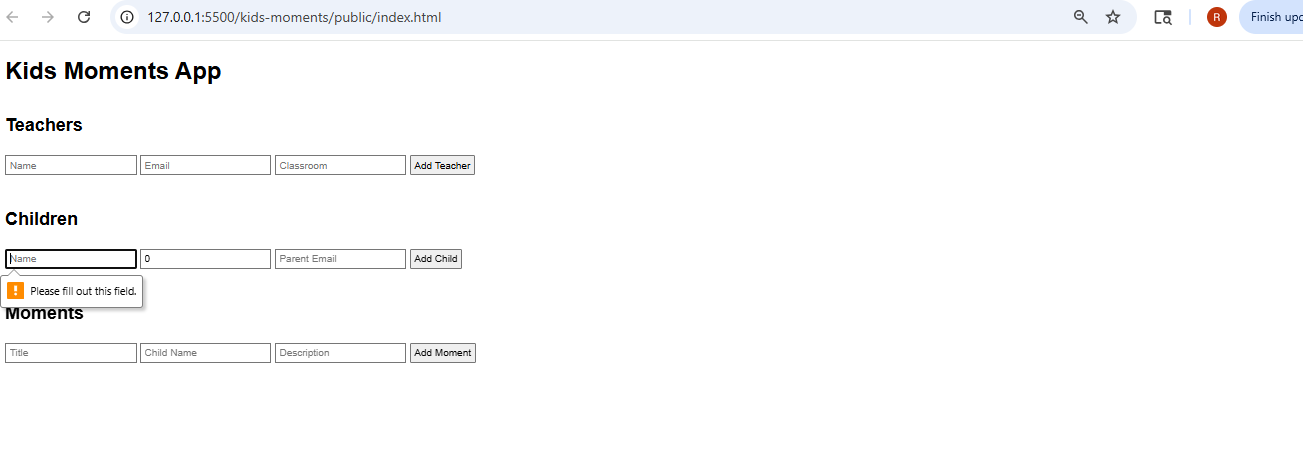 127.0.0.1:5500/kids-moments/public/index.html R Finish upd
Kids Moments App
Teachers
Name Email Classroom Add Teacher
Children
Name 0 Parent Email Add Child
! Please fill out this field.
Moments
Title Child Name Description Add Moment